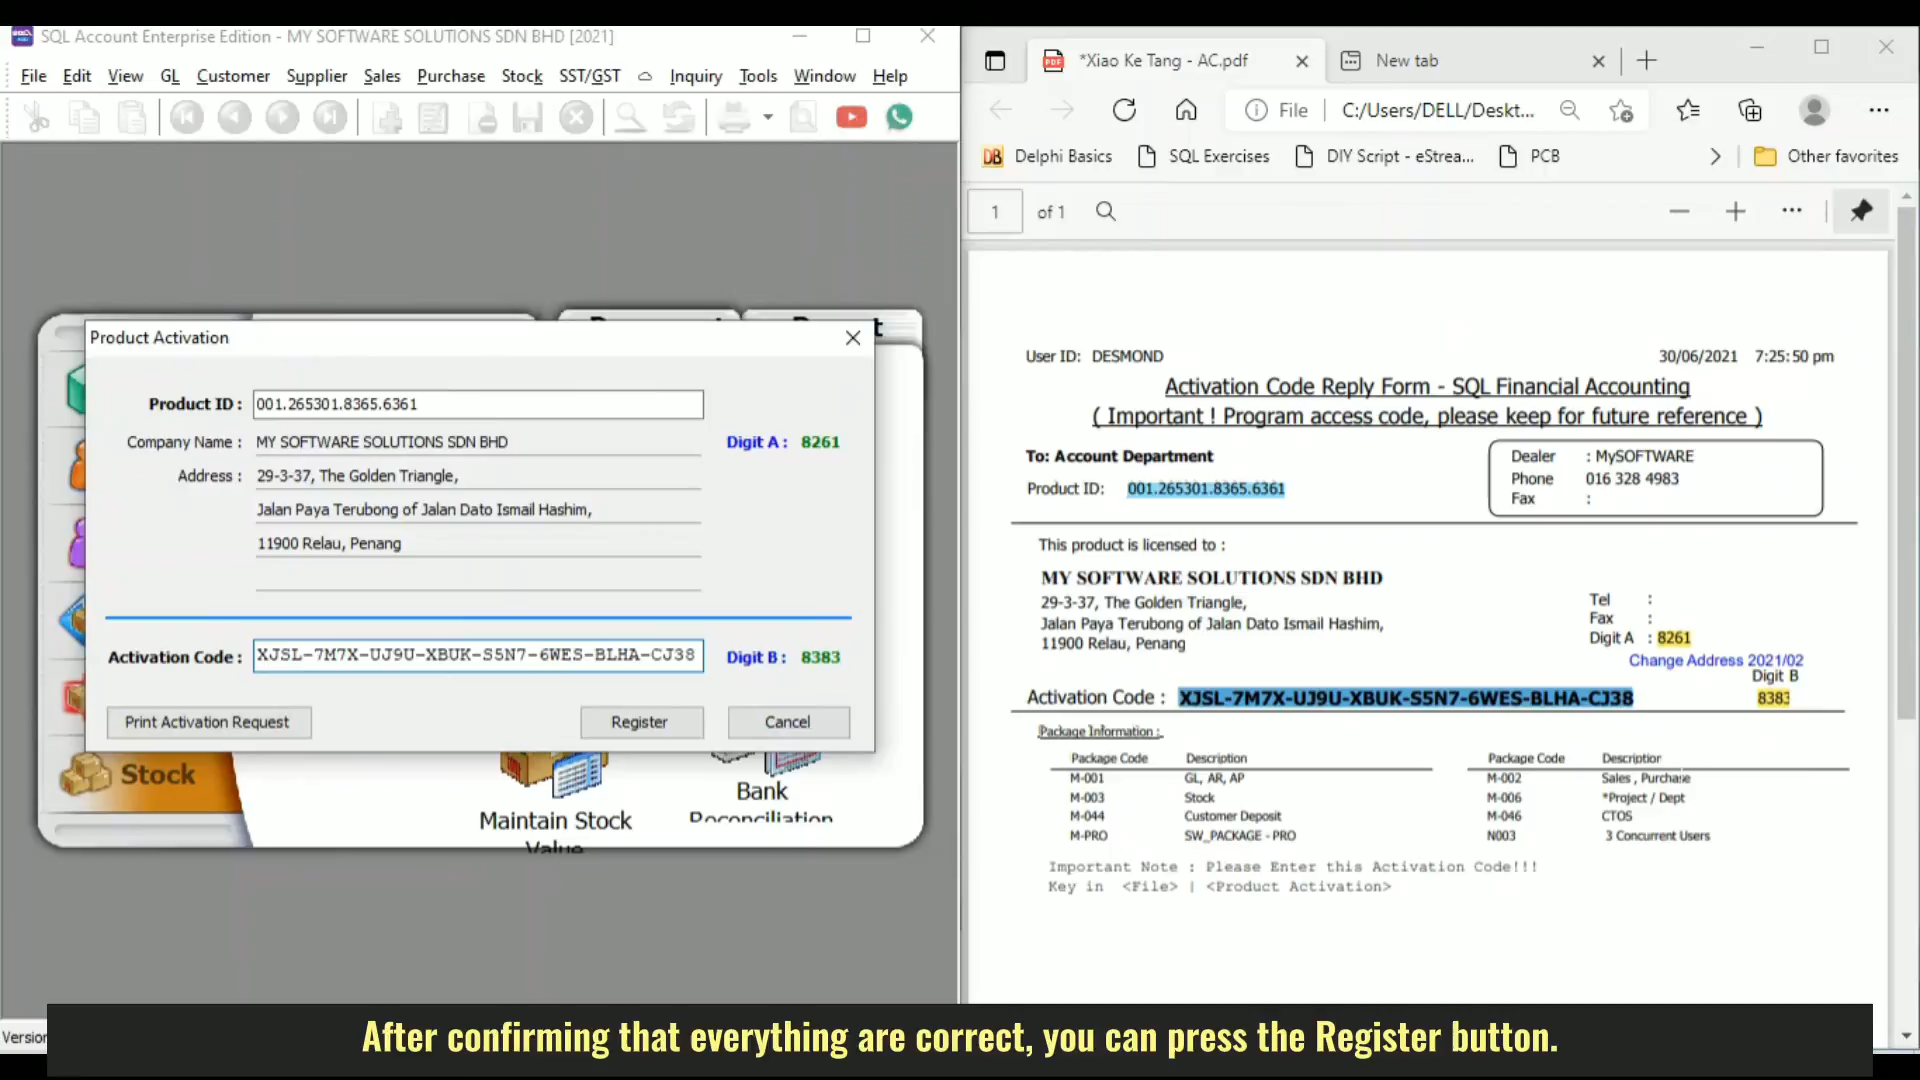 SQL Account Enterprise Edition - MY SOFTWARE SOLUTIONS SDN BHD [2021]
File Edit View GL Customer Supplier Sales Purchase Stock SST/GST Inquiry Tools Window Help
Product Activation
Product ID : 001.265301.8365.6361
Company Name : MY SOFTWARE SOLUTIONS SDN BHD Digit A : 8261
Address : 29-3-37, The Golden Triangle,
Jalan Paya Terubong of Jalan Dato Ismail Hashim,
11900 Relau, Penang
Activation Code : XJSL-7M7X-UJ9U-XBUK-S5N7-6WES-BLHA-CJ38 Digit B : 8383
Print Activation Request Register Cancel
Stock
Maintain Stock
Value
Bank
Reconciliation
Version
*Xiao Ke Tang - AC.pdf New tab
File C:/Users/DELL/Deskt...
Delphi Basics SQL Exercises DIY Script - eStrea... PCB Other favorites
1 of 1
User ID: DESMOND 30/06/2021 7:25:50 pm
Activation Code Reply Form - SQL Financial Accounting
( Important ! Program access code, please keep for future reference )
To: Account Department
Product ID: 001.265301.8365.6361
Dealer : MySOFTWARE
Phone 016 328 4983
Fax :
This product is licensed to :
MY SOFTWARE SOLUTIONS SDN BHD
29-3-37, The Golden Triangle,
Jalan Paya Terubong of Jalan Dato Ismail Hashim,
11900 Relau, Penang
Tel :
Fax :
Digit A : 8261
Change Address 2021/02
Digit B
Activation Code : XJSL-7M7X-UJ9U-XBUK-S5N7-6WES-BLHA-CJ38 8383
Package Information :
Package Code Description Package Code Description
M-001 GL, AR, AP M-002 Sales , Purchase
M-003 Stock M-006 *Project / Dept
M-044 Customer Deposit M-046 CTOS
M-PRO SW_PACKAGE - PRO N003 3 Concurrent Users
Important Note : Please Enter this Activation Code!!!
Key in <File> | <Product Activation>
After confirming that everything are correct, you can press the Register button.